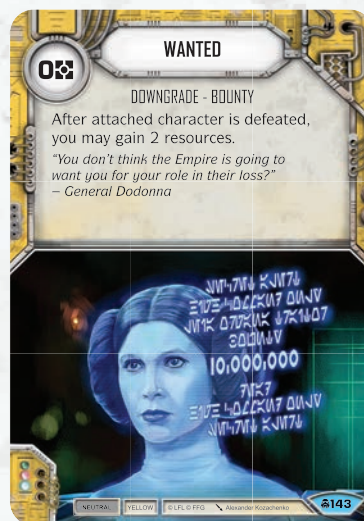 WANTED
0
DOWNGRADE - BOUNTY
After attached character is defeated,
you may gain 2 resources.
“You don’t think the Empire is going to
want you for your role in their loss?”
– General Dodonna
10,000,000
NEUTRAL YELLOW © LFL © FFG Alexander Kozachenko 143